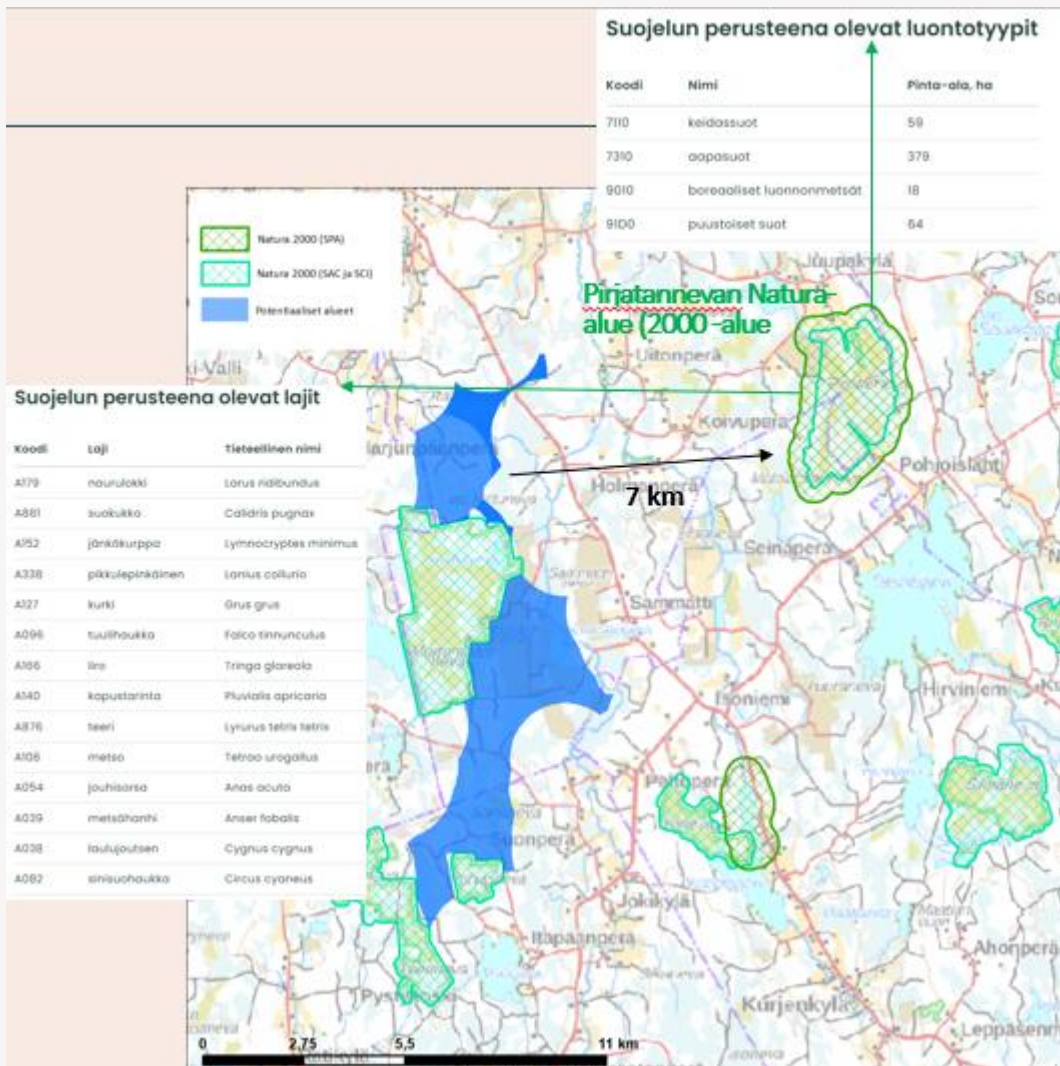 Suojelun perusteena olevat luontotyypit
Koodi Nimi Pinta-ala, ha
7110 keidassuot 59
7310 aapasuot 379
9010 boreaaliset luonnonmetsät 18
91D0 puustoiset suot 64
Natura 2000 (SPA)
Natura 2000 (SAC ja SCI)
Potentiaaliset alueet
Pirjatannevan Natura-
alue (2000 -alue
Juupakylä
Uitonperä
Koivuperä
Pohjoislahti
Holmanperä
7 km
Seinäperä
Sammatti
Isoniemi
Hirviniem
Peltoperä
Suonperä
Jokikylä
Itäpäänperä
Ahonperä
Kurjenkylä
Leppäsenn
Suojelun perusteena olevat lajit
Koodi Laji Tieteellinen nimi
A179 naurulokki Larus ridibundus
A861 suokukko Calidris pugnax
A152 jänkäkurppa Lymnocryptes minimus
A338 pikkulepinkäinen Lanius collurio
A127 kurki Grus grus
A096 tuulihaukka Falco tinnunculus
A166 liro Tringa glareola
A140 kapustarinta Pluvialis apricaria
A876 teeri Lyrurus tetrix tetrix
A108 metso Tetrao urogallus
A054 jouhisorsa Anas acuta
A039 metsähanhi Anser fabalis
A038 laulujoutsen Cygnus cygnus
A082 sinisuohaukka Circus cyaneus
0 2,75 5,5 11 km